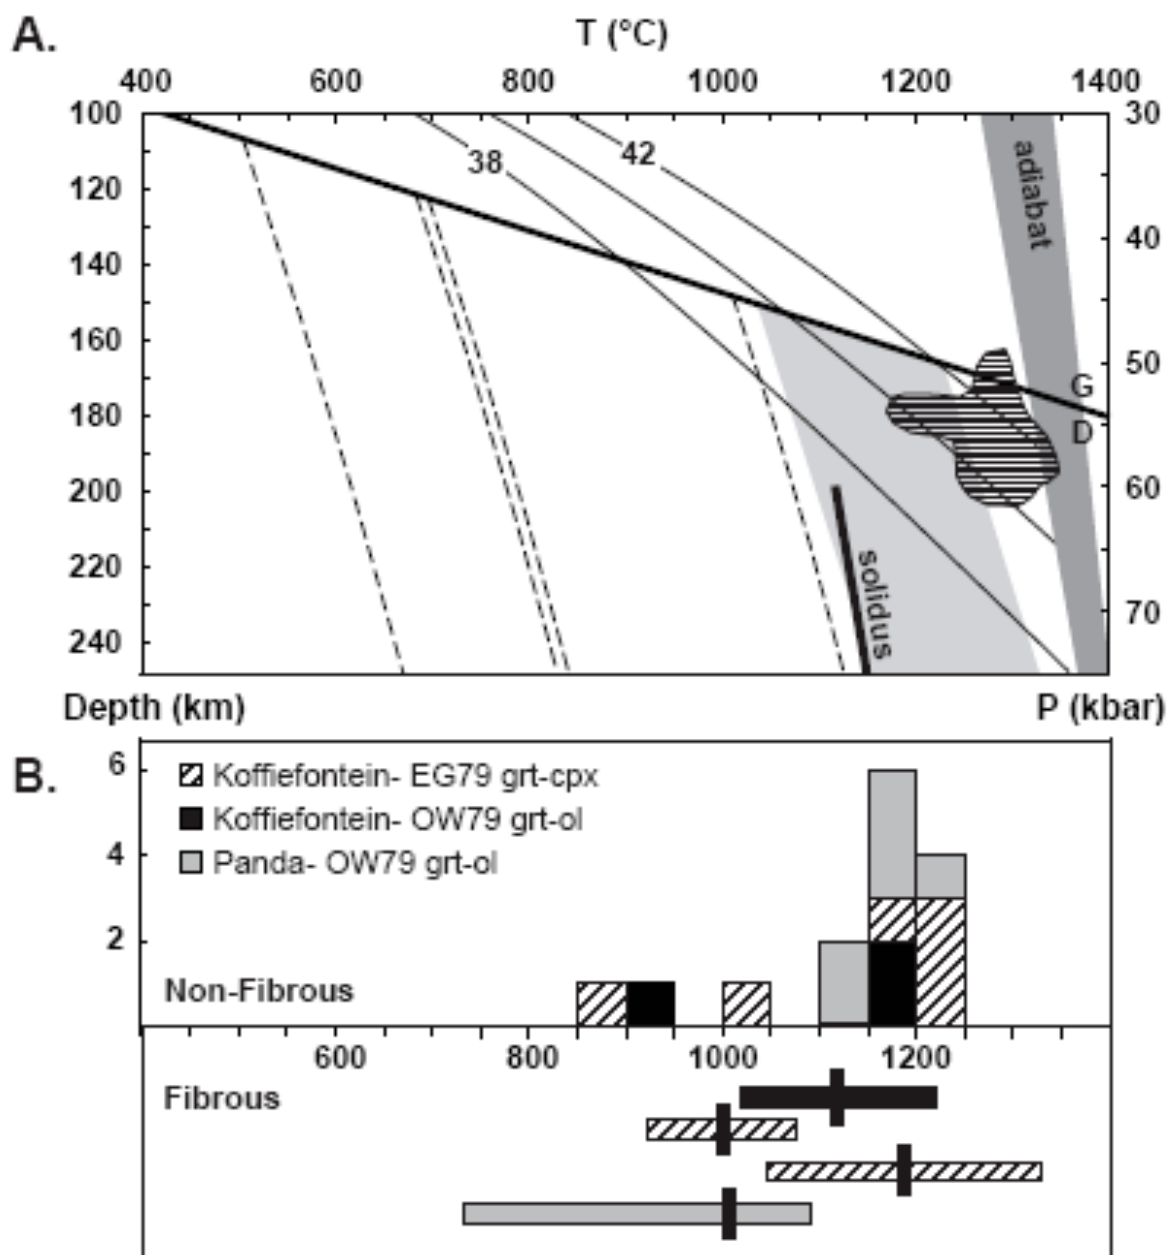 A.
T (°C)
400 600 800 1000 1200 1400
100 30
38 42
adiabat
120
140 40
160
50
G
180
D
200 60
solidus
220
70
240
Depth (km) P (kbar)
B.
6
Koffiefontein- EG79 grt-cpx
Koffiefontein- OW79 grt-ol
4
Panda- OW79 grt-ol
2
Non-Fibrous
600 800 1000 1200
Fibrous